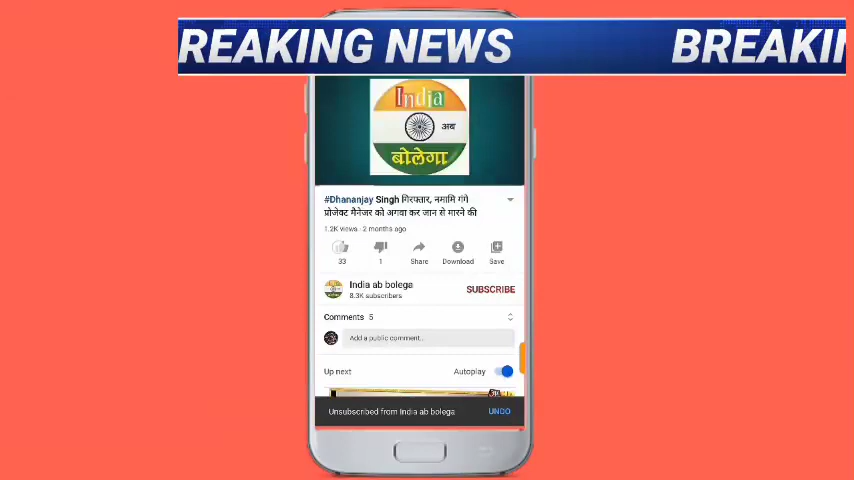 REAKING NEWS BREAKIN
India
अब
बोलेगा
#Dhananjay Singh गिरफ्तार, नमामि गंगे
प्रोजेक्ट मैनेजर को अगवा कर जान से मारने की
1.2K views · 2 months ago
33 1 Share Download Save
India ab bolega
8.3K subscribers
SUBSCRIBE
Comments 5
Add a public comment...
Up next Autoplay
Unsubscribed from India ab bolega UNDO